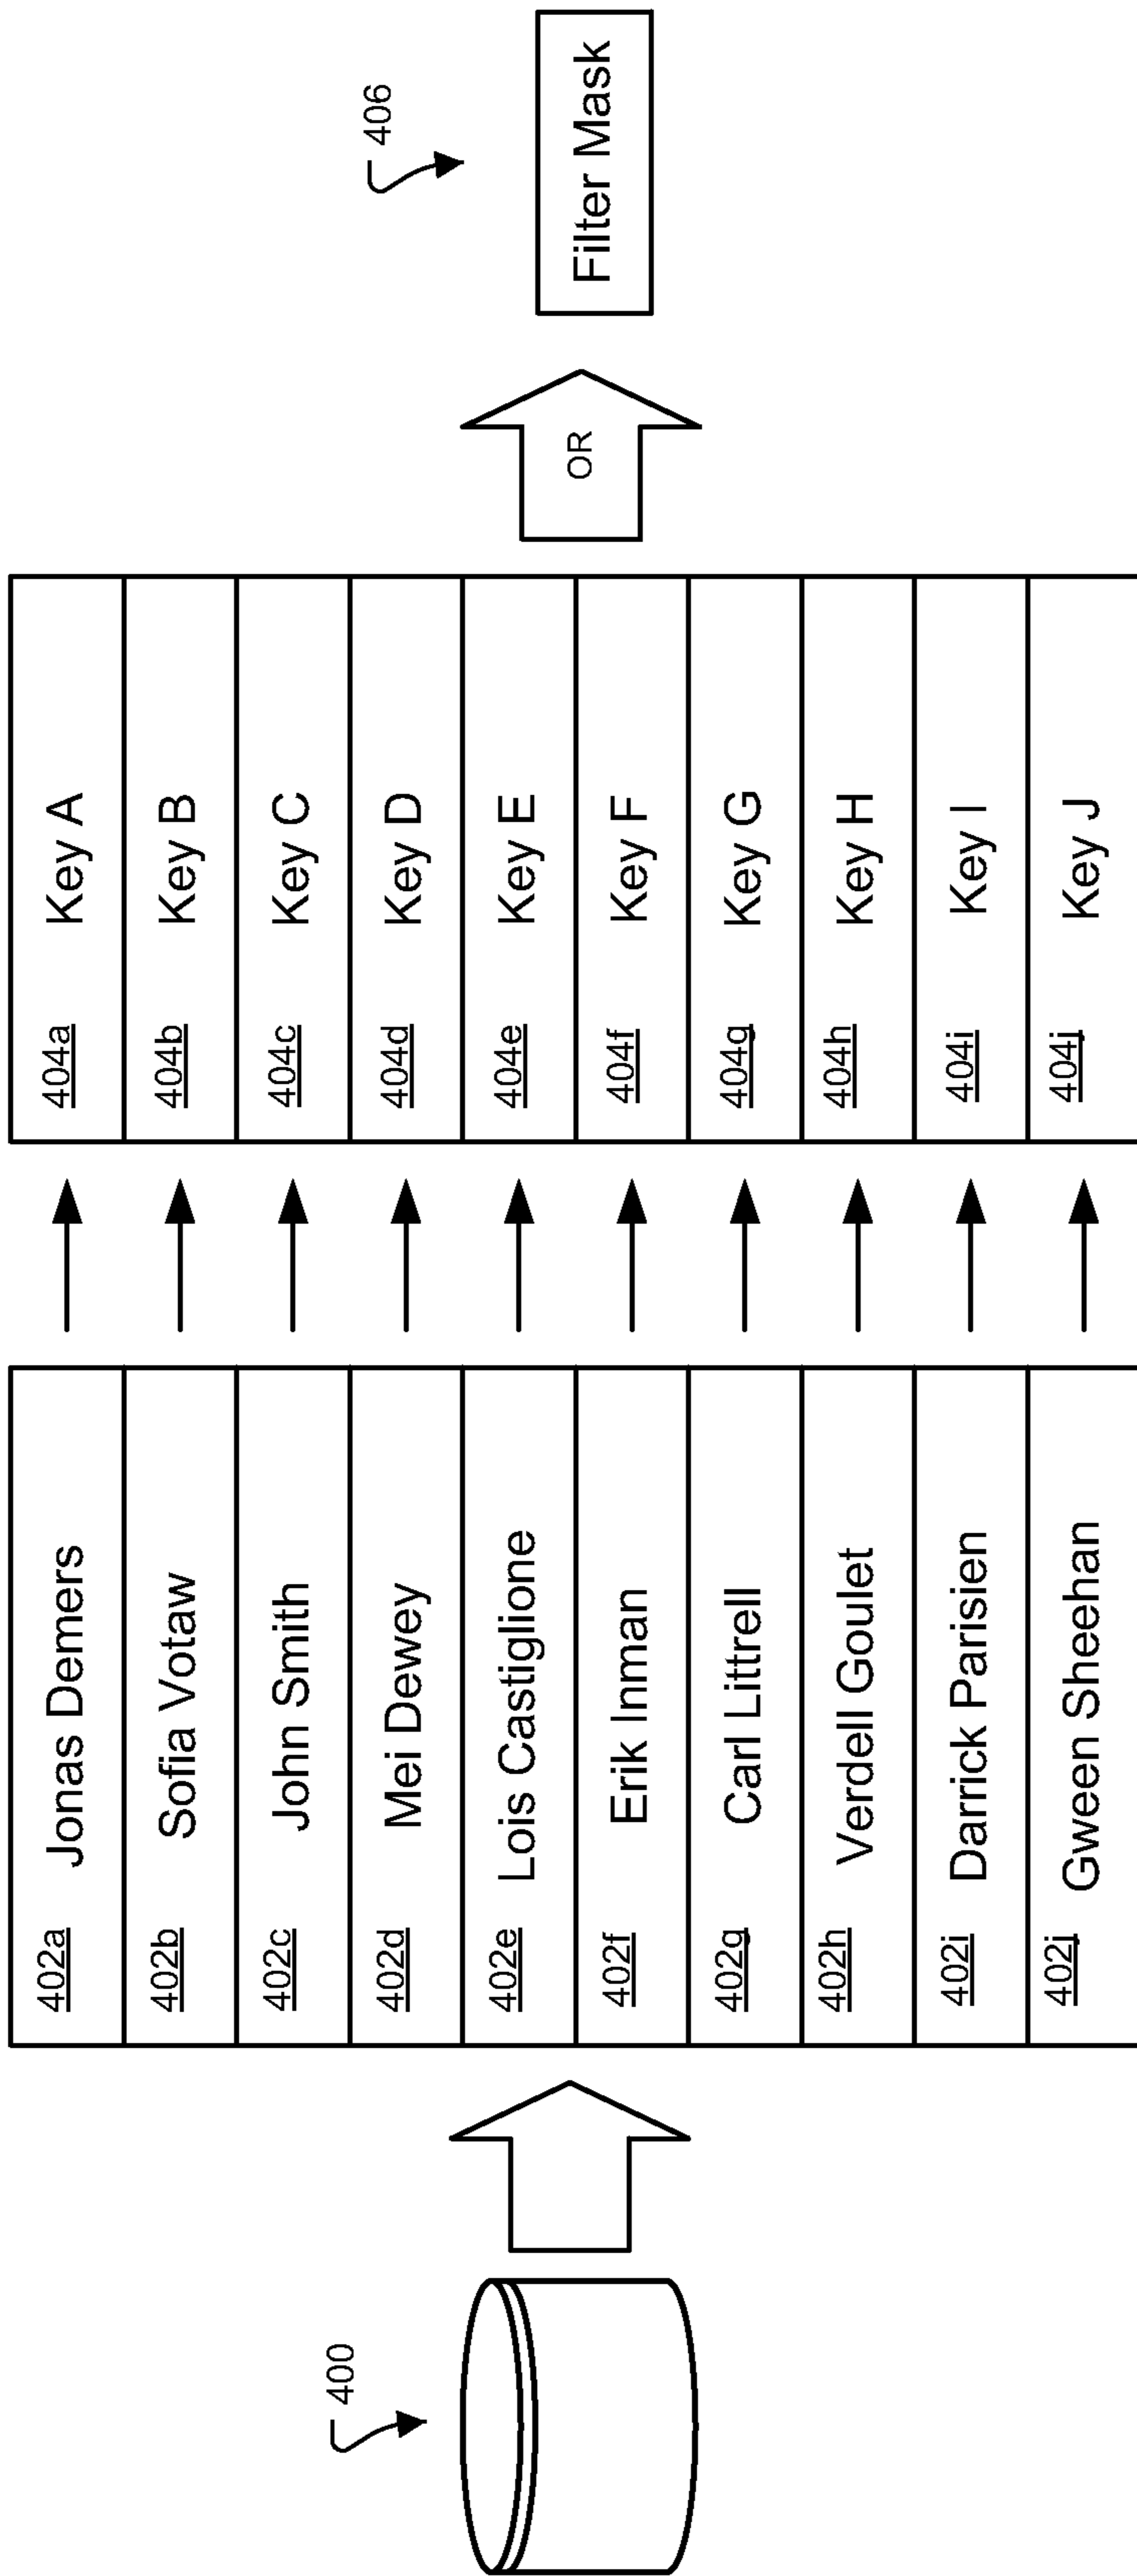 400
402a Jonas Demers
402b Sofia Votaw
402c John Smith
402d Mei Dewey
402e Lois Castiglione
402f Erik Inman
402g Carl Littrell
402h Verdell Goulet
402i Darrick Parisien
402j Gween Sheehan
404a Key A
404b Key B
404c Key C
404d Key D
404e Key E
404f Key F
404g Key G
404h Key H
404i Key I
404j Key J
OR
406
Filter Mask